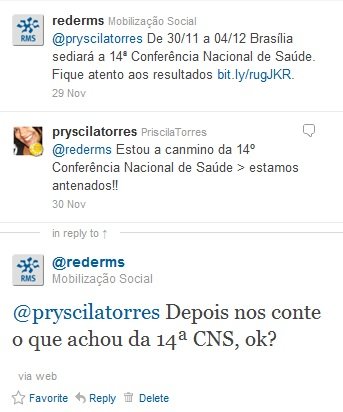 rederms Mobilização Social
@pryscilatorres De 30/11 a 04/12 Brasília
sediará a 14ª Conferência Nacional de Saúde.
Fique atento aos resultados bit.ly/rugJKR.
29 Nov
RMS
pryscilatorres PriscilaTorres
@rederms Estou a canmino da 14º
Conferência Nacional de Saúde > estamos
antenados!!
30 Nov
in reply to ↑
@rederms
Mobilização Social
RMS
@pryscilatorres Depois nos conte
o que achou da 14ª CNS, ok?
via web
Favorite Reply Delete